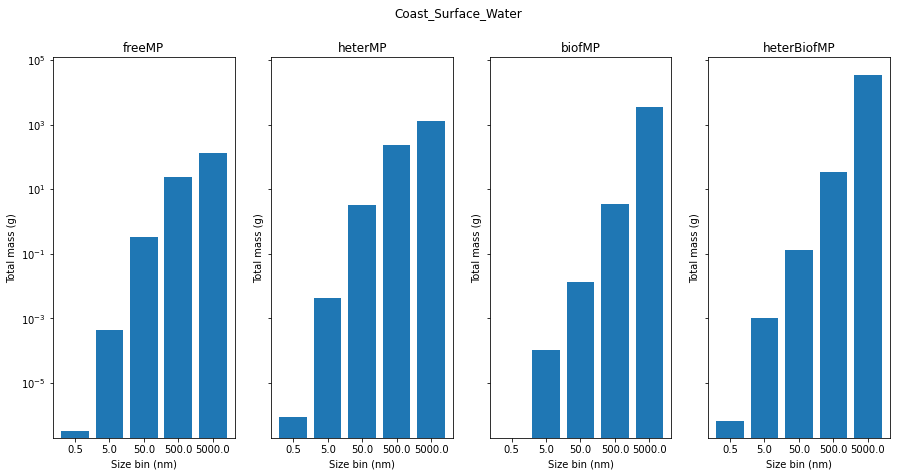 Coast_Surface_Water
freeMP
heterMP
biofMP
heterBiofMP
Total mass (g)
10^5
10^3
10^1
10^-1
10^-3
10^-5
0.5 5.0 50.0 500.0 5000.0
Size bin (nm)
Total mass (g)
0.5 5.0 50.0 500.0 5000.0
Size bin (nm)
Total mass (g)
0.5 5.0 50.0 500.0 5000.0
Size bin (nm)
Total mass (g)
0.5 5.0 50.0 500.0 5000.0
Size bin (nm)